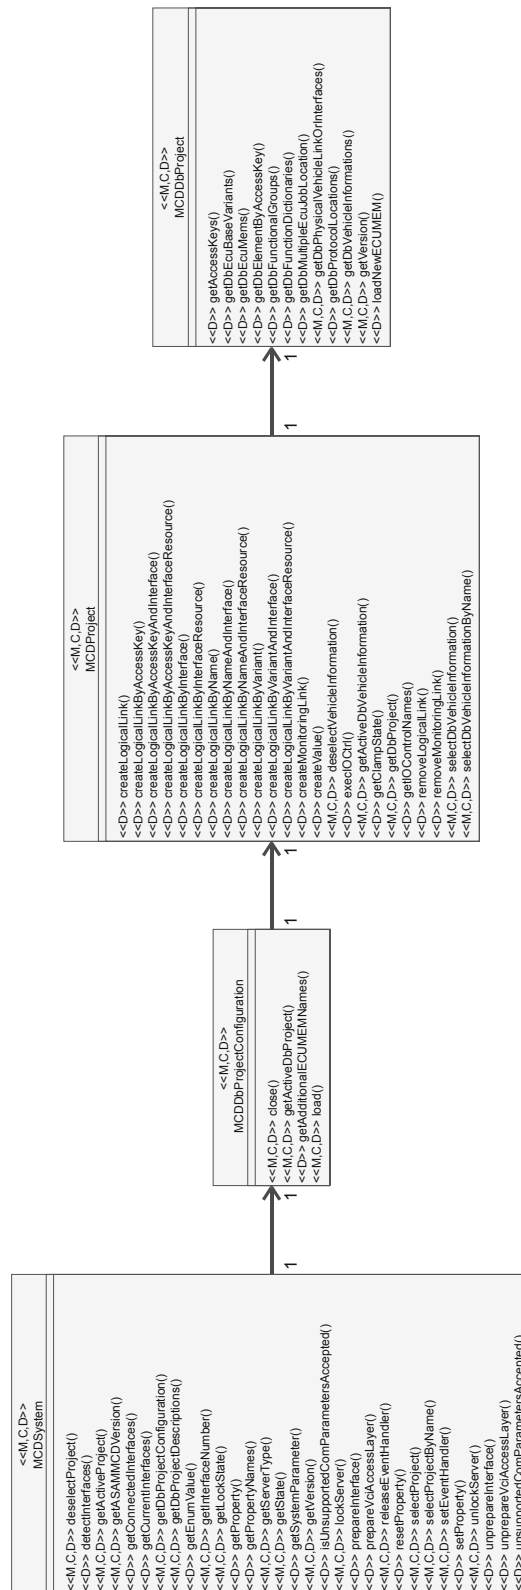 <<M,C,D>>
MCDSystem
<<M,C,D>> deselectProject()
<<D>> detectInterfaces()
<<M,C,D>> getActiveProject()
<<M,C,D>> getASAMMCDVersion()
<<D>> getConnectedInterfaces()
<<D>> getCurrentInterfaces()
<<M,C,D>> getDbProjectConfiguration()
<<M,C,D>> getDbProjectDescriptions()
<<D>> getEnumValue()
<<M,C,D>> getInterfaceNumber()
<<M,C,D>> getLockState()
<<D>> getProperty()
<<D>> getPropertyNames()
<<M,C,D>> getServerType()
<<M,C,D>> getState()
<<D>> getSystemParameter()
<<M,C,D>> getVersion()
<<D>> isUnsupportedComParametersAccepted()
<<M,C,D>> lockServer()
<<D>> prepareInterface()
<<D>> prepareVciAccessLayer()
<<M,C,D>> releaseEventHandler()
<<D>> resetProperty()
<<M,C,D>> selectProject()
<<M,C,D>> selectProjectByName()
<<M,C,D>> setEventHandler()
<<D>> setProperty()
<<M,C,D>> unlockServer()
<<D>> unprepareInterface()
<<D>> unprepareVciAccessLayer()
<<D>> unsupportedComParametersAccepted()
1
1
<<M,C,D>>
MCDDbProjectConfiguration
<<M,C,D>> close()
<<M,C,D>> getActiveDbProject()
<<D>> getAdditionalECUMEMNames()
<<M,C,D>> load()
1
1
<<M,C,D>>
MCDProject
<<D>> createLogicalLink()
<<D>> createLogicalLinkByAccessKey()
<<D>> createLogicalLinkByAccessKeyAndInterface()
<<D>> createLogicalLinkByAccessKeyAndInterfaceResource()
<<D>> createLogicalLinkByInterface()
<<D>> createLogicalLinkByInterfaceResource()
<<D>> createLogicalLinkByName()
<<D>> createLogicalLinkByNameAndInterface()
<<D>> createLogicalLinkByNameAndInterfaceResource()
<<D>> createLogicalLinkByVariant()
<<D>> createLogicalLinkByVariantAndInterface()
<<D>> createLogicalLinkByVariantAndInterfaceResource()
<<D>> createMonitoringLink()
<<D>> createValue()
<<M,C,D>> deselectVehicleInformation()
<<D>> execIOCtrl()
<<M,C,D>> getActiveDbVehicleInformation()
<<D>> getClampState()
<<M,C,D>> getDbProject()
<<D>> getIOControlNames()
<<D>> removeLogicalLink()
<<D>> removeMonitoringLink()
<<M,C,D>> selectDbVehicleInformation()
<<M,C,D>> selectDbVehicleInformationByName()
1
1
<<M,C,D>>
MCDDbProject
<<D>> getAccessKeys()
<<D>> getDbEcuBaseVariants()
<<D>> getDbEcuMems()
<<D>> getDbElementByAccessKey()
<<D>> getDbFunctionalGroups()
<<D>> getDbFunctionDictionaries()
<<D>> getDbMultipleEcuJobLocation()
<<M,C,D>> getDbPhysicalVehicleLinkOrInterfaces()
<<D>> getDbProtocolLocations()
<<M,C,D>> getDbVehicleInformations()
<<M,C,D>> getVersion()
<<D>> loadNewECUMEM()